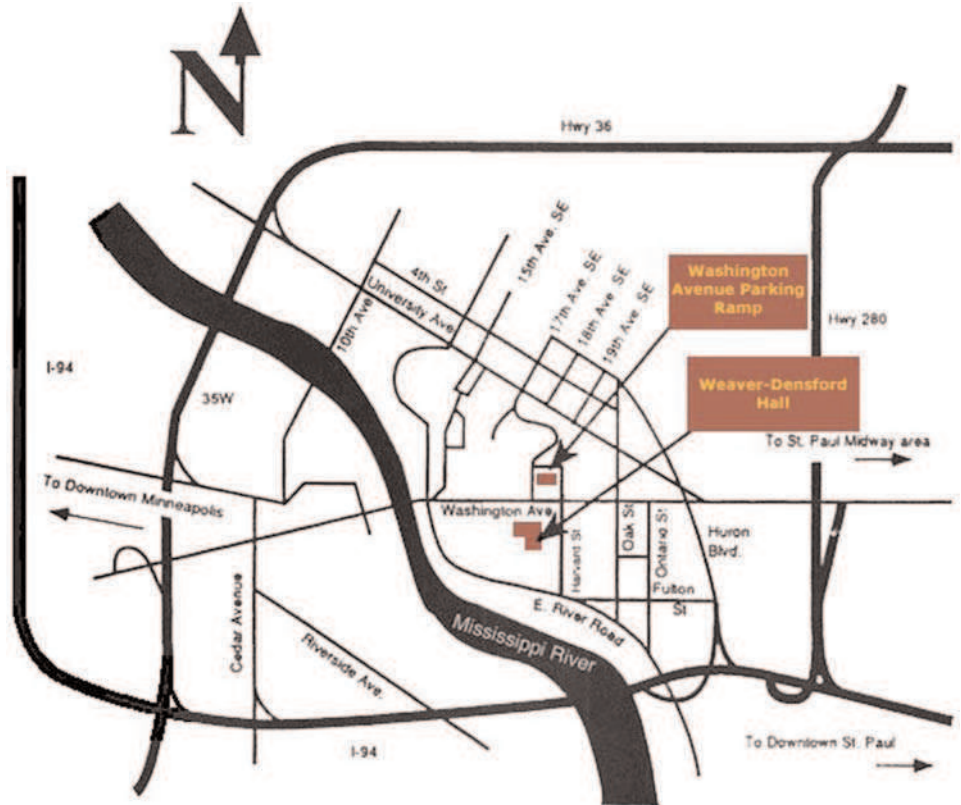 N
Hwy 36
15th Ave. SE
17th Ave. SE
18th Ave. SE
19th Ave. SE
Washington
Avenue Parking
Ramp
4th St
University Ave
10th Ave
Hwy 280
I-94
35W
Weaver-Densford
Hall
To St. Paul Midway area
To Downtown Minneapolis
Washington Ave
Harvard St
Oak St
Ontario St
Huron
Blvd.
Fulton
St
E. River Road
Mississippi River
Cedar Avenue
Riverside Ave.
I-94
To Downtown St. Paul